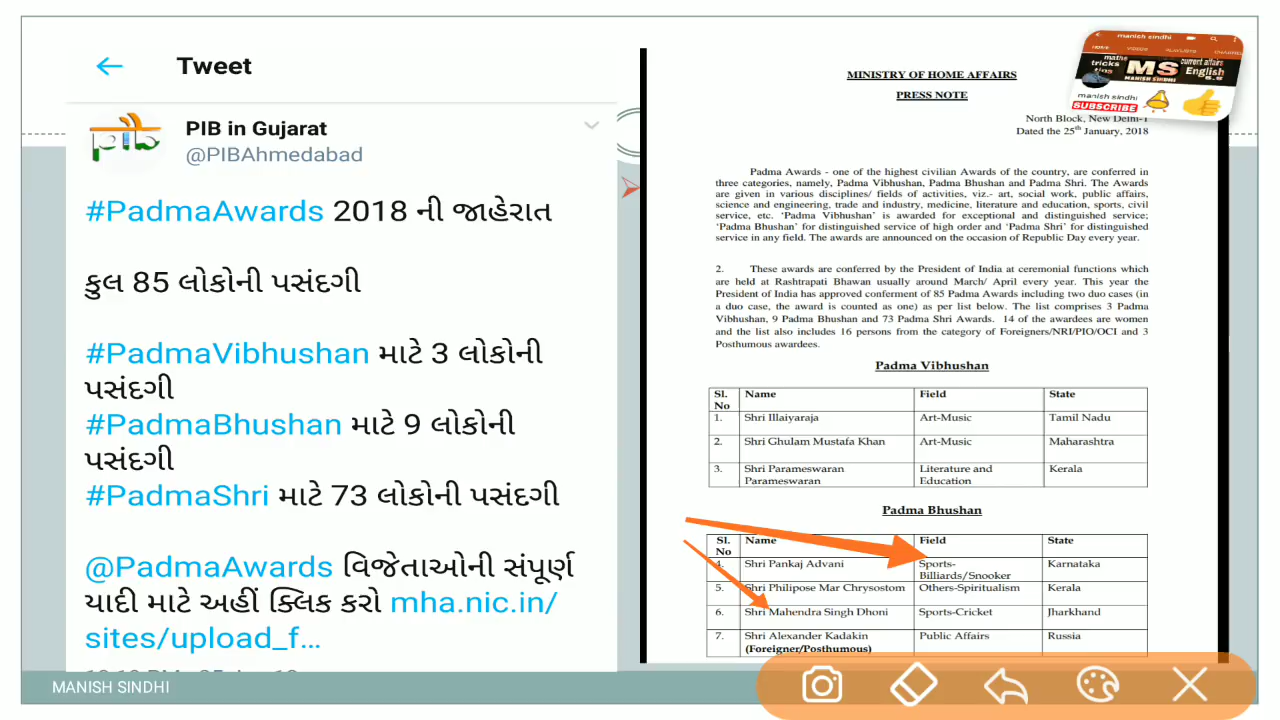 Tweet
PIB in Gujarat
@PIBAhmedabad
#PadmaAwards 2018 ની જાહેરાત
કુલ 85 લોકોની પસંદગી
#PadmaVibhushan માટે 3 લોકોની
પસંદગી
#PadmaBhushan માટે 9 લોકોની
પસંદગી
#PadmaShri માટે 73 લોકોની પસંદગી
@PadmaAwards વિજેતાઓની સંપૂર્ણ
યાદી માટે અહીં ક્લિક કરો mha.nic.in/
sites/upload_f...
MANISH SINDHI
manish sindhi
maths
tricks
tips
MS
MANISH SINDHI
current affairs
English
manish sindhi
SUBSCRIBE
MINISTRY OF HOME AFFAIRS
PRESS NOTE
North Block, New Delhi-1
Dated the 25th January, 2018
Padma Awards - one of the highest civilian Awards of the country, are conferred in
three categories, namely, Padma Vibhushan, Padma Bhushan and Padma Shri. The Awards
are given in various disciplines/ fields of activities, viz.- art, social work, public affairs,
science and engineering, trade and industry, medicine, literature and education, sports, civil
service, etc. ‘Padma Vibhushan’ is awarded for exceptional and distinguished service;
‘Padma Bhushan’ for distinguished service of high order and ‘Padma Shri’ for distinguished
service in any field. The awards are announced on the occasion of Republic Day every year.
2. These awards are conferred by the President of India at ceremonial functions which
are held at Rashtrapati Bhawan usually around March/ April every year. This year the
President of India has approved conferment of 85 Padma Awards including two duo cases (in
a duo case, the award is counted as one) as per list below. The list comprises 3 Padma
Vibhushan, 9 Padma Bhushan and 73 Padma Shri Awards. 14 of the awardees are women
and the list also includes 16 persons from the category of Foreigners/NRI/PIO/OCI and 3
Posthumous awardees.
Padma Vibhushan
Sl. No Name Field State
1. Shri Illaiyaraja Art-Music Tamil Nadu
2. Shri Ghulam Mustafa Khan Art-Music Maharashtra
3. Shri Parameswaran Literature and Kerala
Parameswaran Education
Padma Bhushan
Sl. No Name Field State
4. Shri Pankaj Advani Sports- Karnataka
Billiards/Snooker
5. Shri Philipose Mar Chrysostom Others-Spiritualism Kerala
6. Shri Mahendra Singh Dhoni Sports-Cricket Jharkhand
7. Shri Alexander Kadakin Public Affairs Russia
(Foreigner/Posthumous)